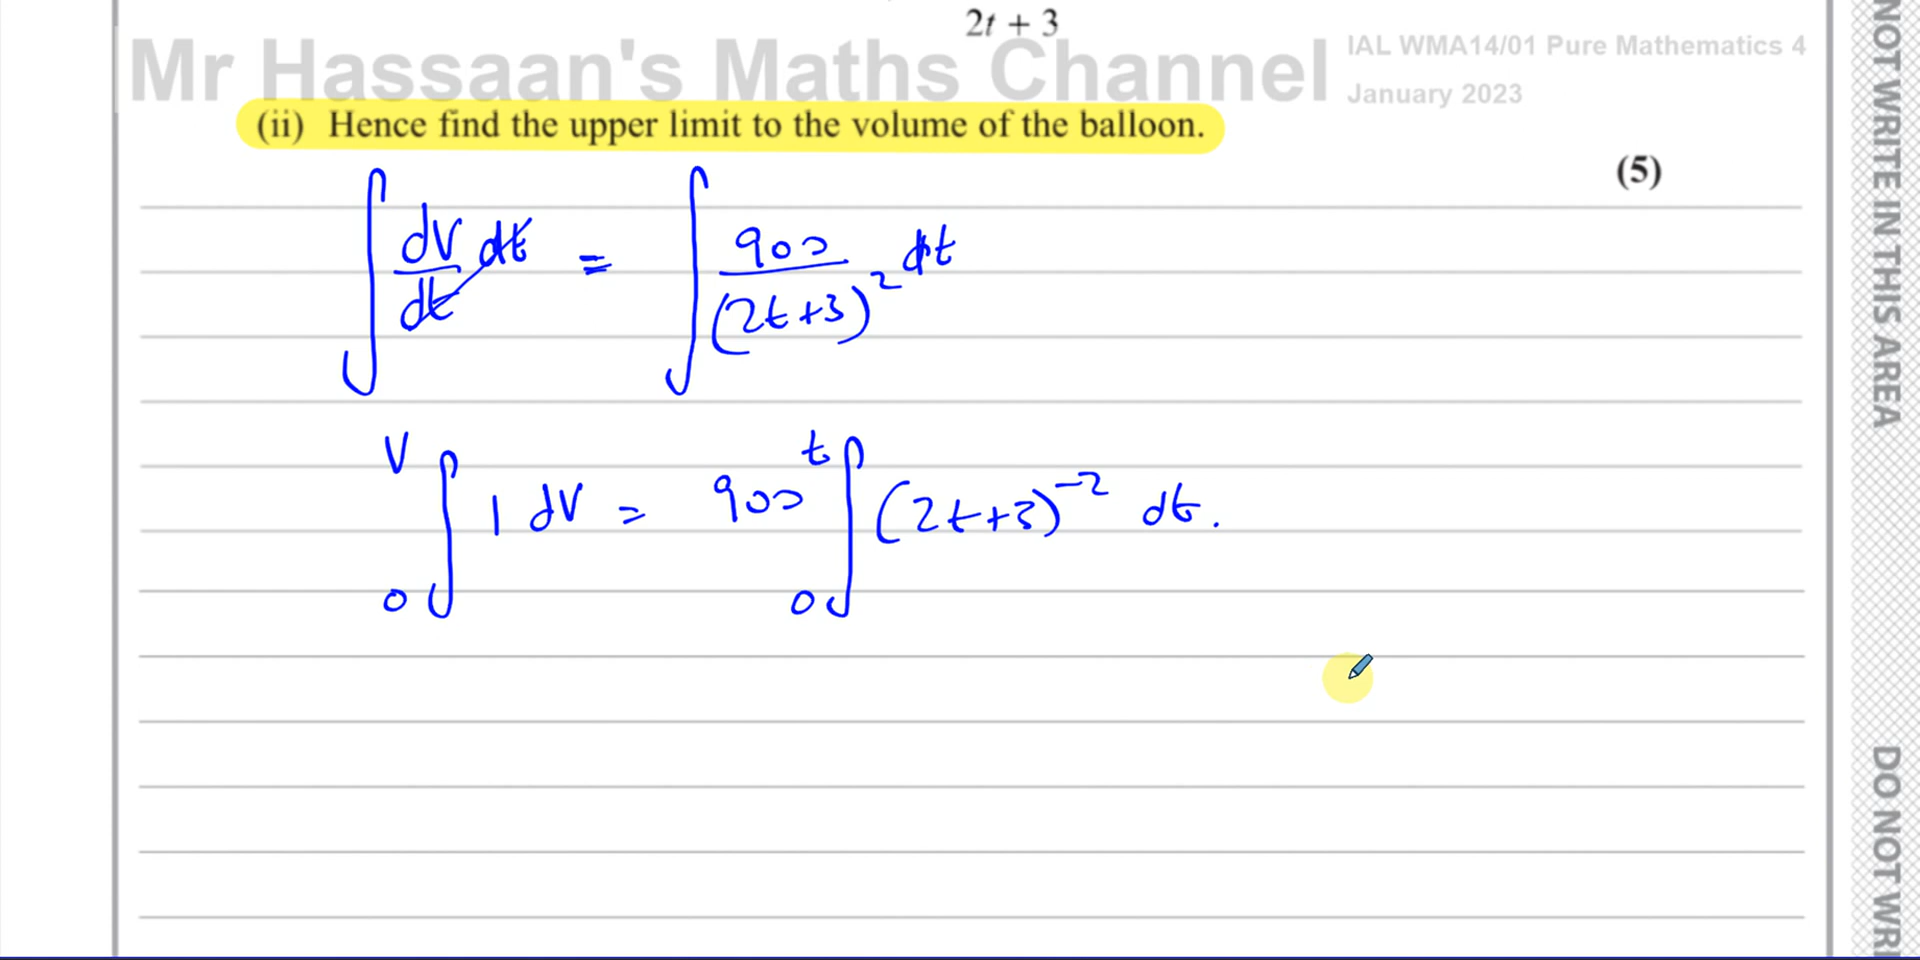 2t + 3
Mr Hassaan's Maths Channel
IAL WMA14/01 Pure Mathematics 4
January 2023
(ii) Hence find the upper limit to the volume of the balloon.
(5)
∫ dV/dt dt = ∫ 900/(2t+3)² dt
∫₀^V 1 dV = 900 ∫₀^t (2t+3)⁻² dt.
NOT WRITE IN THIS AREA
DO NOT WRI